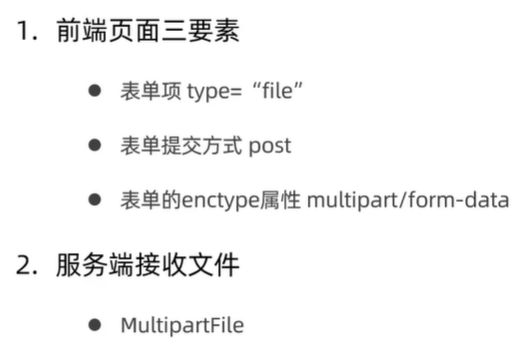 1. 前端页面三要素
● 表单项 type=“file”
● 表单提交方式 post
● 表单的enctype属性 multipart/form-data
2. 服务端接收文件
● MultipartFile